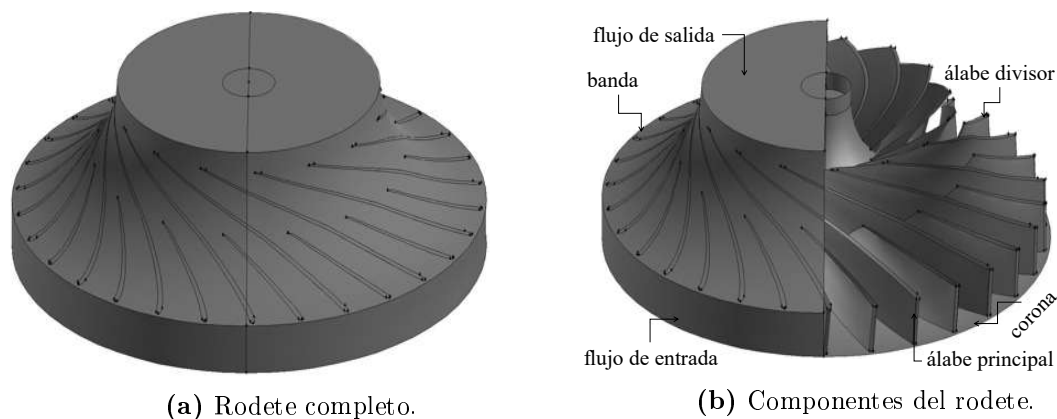 flujo de salida
banda
álabe divisor
corona
flujo de entrada
álabe principal
(a) Rodete completo.
(b) Componentes del rodete.